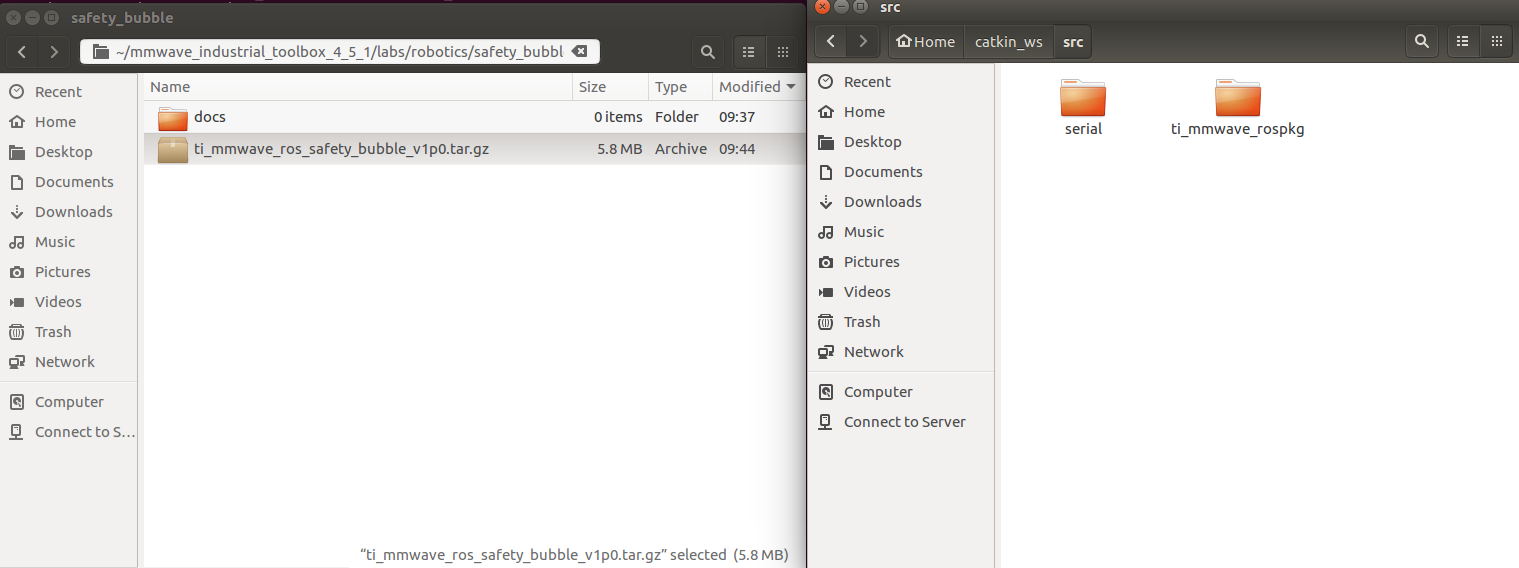 safety_bubble
~/mmwave_industrial_toolbox_4_5_1/labs/robotics/safety_bubbl
Recent
Home
Desktop
Documents
Downloads
Music
Pictures
Videos
Trash
Network
Computer
Connect to S...
Name Size Type Modified
docs 0 items Folder 09:37
ti_mmwave_ros_safety_bubble_v1p0.tar.gz 5.8 MB Archive 09:44
“ti_mmwave_ros_safety_bubble_v1p0.tar.gz” selected (5.8 MB)
src
Home catkin_ws src
Recent
Home
Desktop
Documents
Downloads
Music
Pictures
Videos
Trash
Network
Computer
Connect to Server
serial ti_mmwave_rospkg